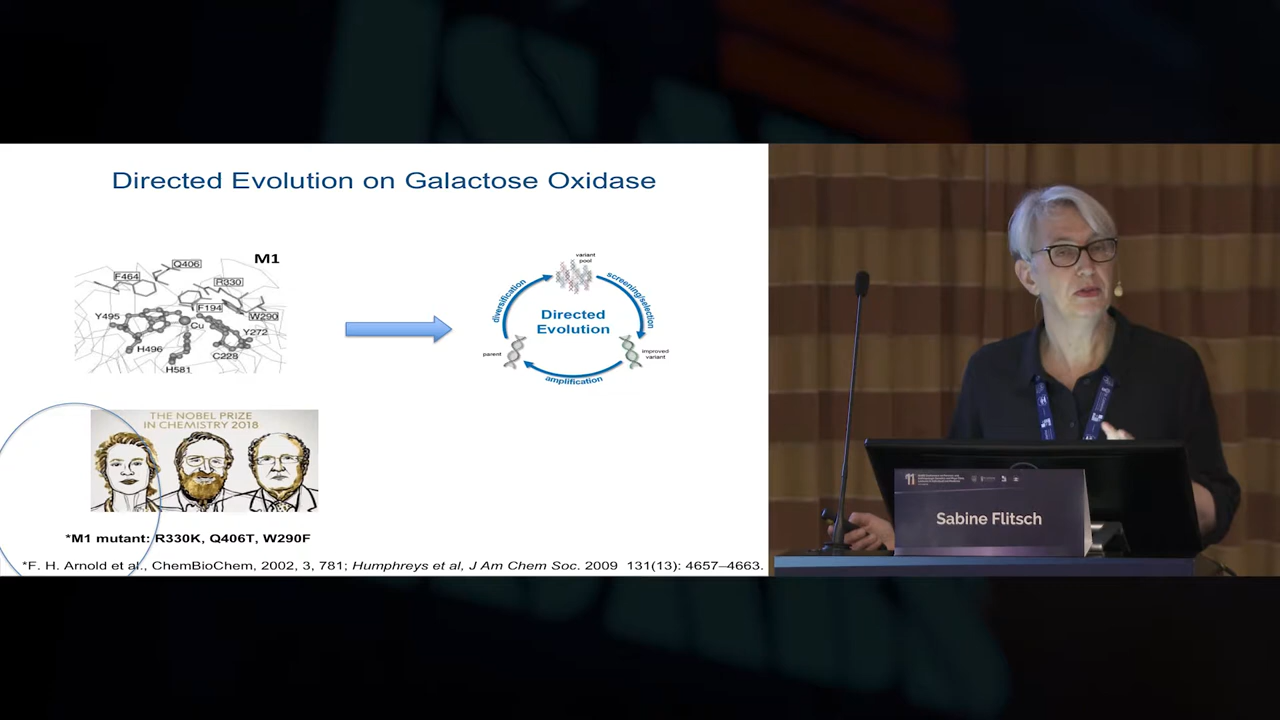 Directed Evolution on Galactose Oxidase
M1
Q406
F464
R330
F194
W290
Y495
Cu
Y272
H496
C228
H581
variant
pool
diversification
screening/selection
Directed
Evolution
parent
improved
variant
amplification
THE NOBEL PRIZE
IN CHEMISTRY 2018
*M1 mutant: R330K, Q406T, W290F
*F. H. Arnold et al., ChemBioChem, 2002, 3, 781; Humphreys et al, J Am Chem Soc. 2009 131(13): 4657–4663.
11
Sabine Flitsch